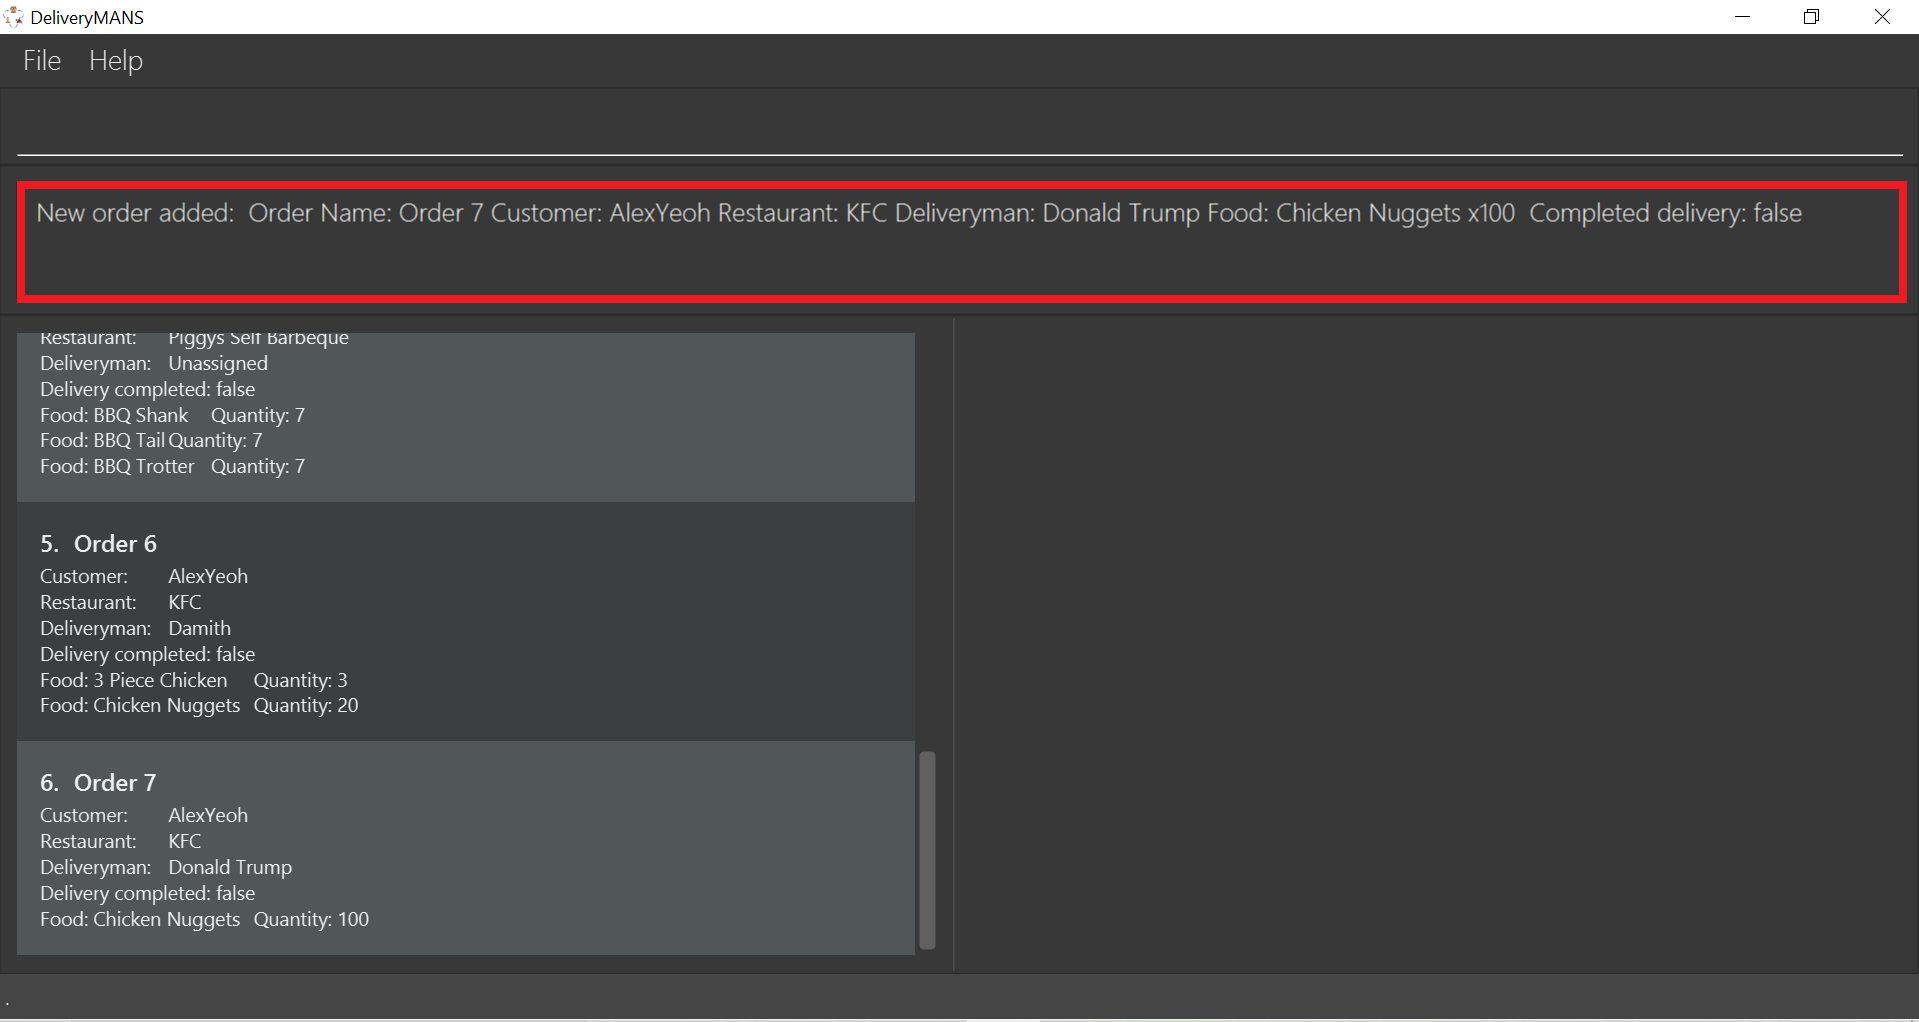 DeliveryMANS
File Help
New order added:  Order Name: Order 7 Customer: AlexYeoh Restaurant: KFC Deliveryman: Donald Trump Food: Chicken Nuggets x100  Completed delivery: false
Restaurant: Piggys Self Barbeque
Deliveryman: Unassigned
Delivery completed: false
Food: BBQ Shank Quantity: 7
Food: BBQ Tail Quantity: 7
Food: BBQ Trotter Quantity: 7
5. Order 6
Customer: AlexYeoh
Restaurant: KFC
Deliveryman: Damith
Delivery completed: false
Food: 3 Piece Chicken Quantity: 3
Food: Chicken Nuggets Quantity: 20
6. Order 7
Customer: AlexYeoh
Restaurant: KFC
Deliveryman: Donald Trump
Delivery completed: false
Food: Chicken Nuggets Quantity: 100
.